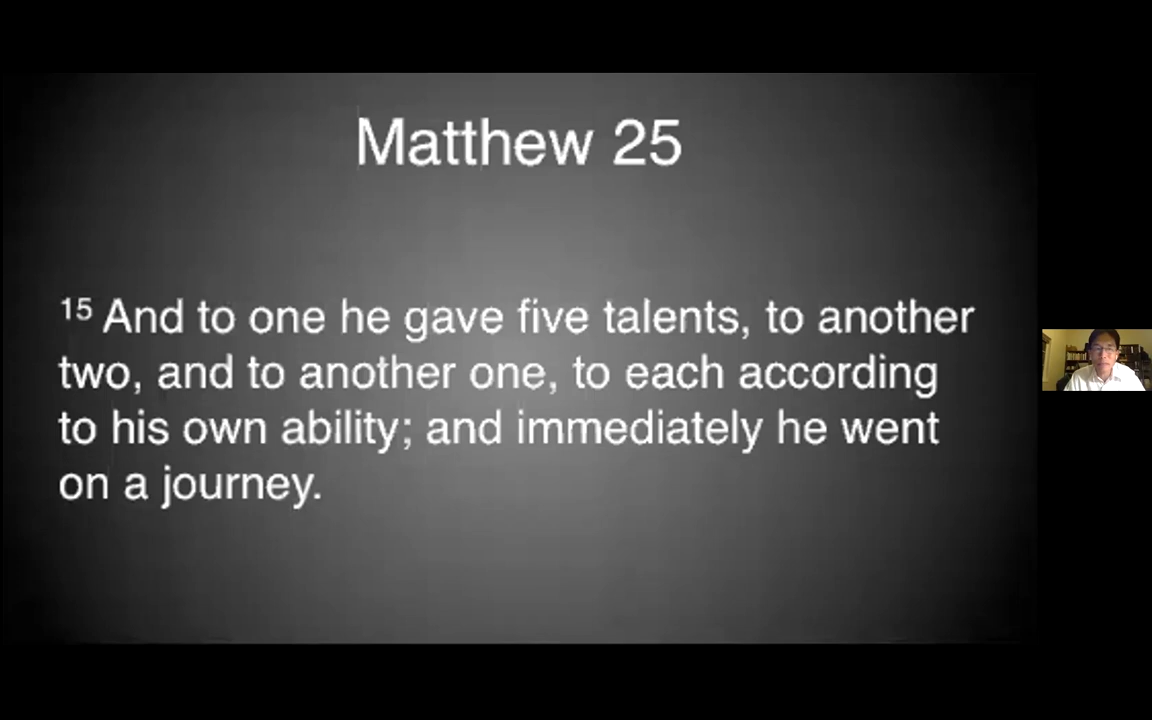 Matthew 25
15 And to one he gave five talents, to another
two, and to another one, to each according
to his own ability; and immediately he went
on a journey.